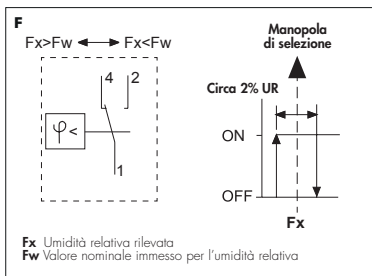 F
Fx>Fw Fx<Fw
4 2
φ<
1
Manopola
di selezione
Circa 2% UR
ON
OFF
Fx
Fx Umidità relativa rilevata
Fw Valore nominale immesso per l'umidità relativa